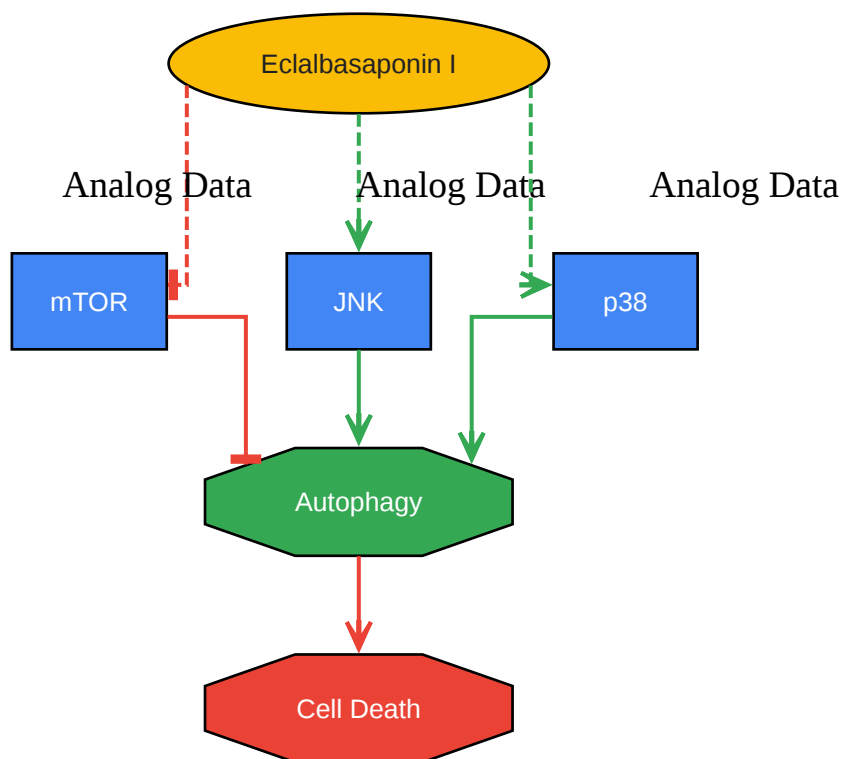 Eclalbasaponin I
Analog Data
Analog Data
Analog Data
mTOR
JNK
p38
Autophagy
Cell Death